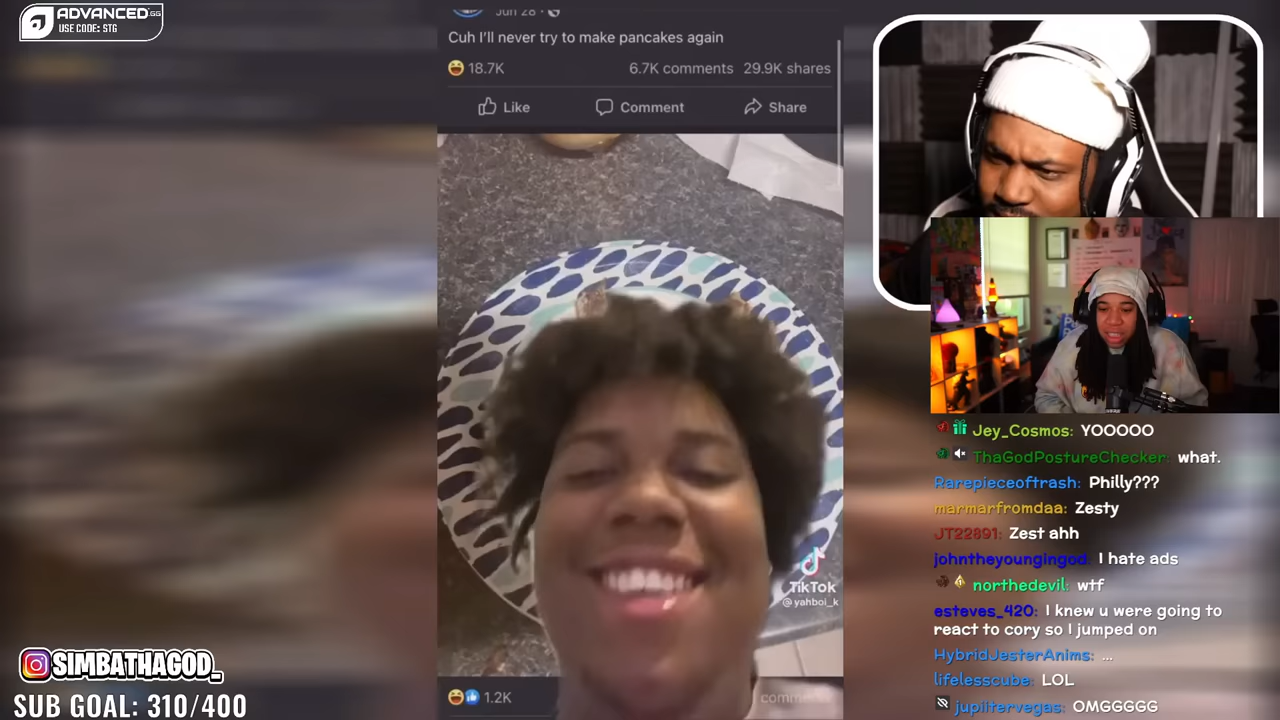 ADVANCED.GG
USE CODE: STG
Jun 28
Cuh I'll never try to make pancakes again
18.7K 6.7K comments 29.9K shares
Like Comment Share
TikTok
@yahboi_k
1.2K comments
Jey_Cosmos: YOOOOO
ThaGodPostureChecker: what.
Rarepieceoftrash: Philly???
marmarfromdaa: Zesty
JT22891: Zest ahh
johntheyoungingod: I hate ads
northedevil: wtf
esteves_420: I knew u were going to
react to cory so I jumped on
HybridJesterAnims: ...
lifelesscube: LOL
jupiitervegas: OMGGGGG
SIMBATHAGOD_
SUB GOAL: 310/400